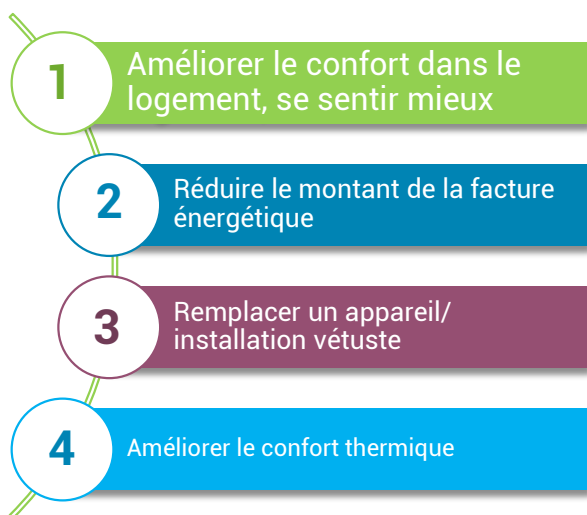 1
Améliorer le confort dans le
logement, se sentir mieux
2
Réduire le montant de la facture
énergétique
3
Remplacer un appareil/
installation vétuste
4
Améliorer le confort thermique